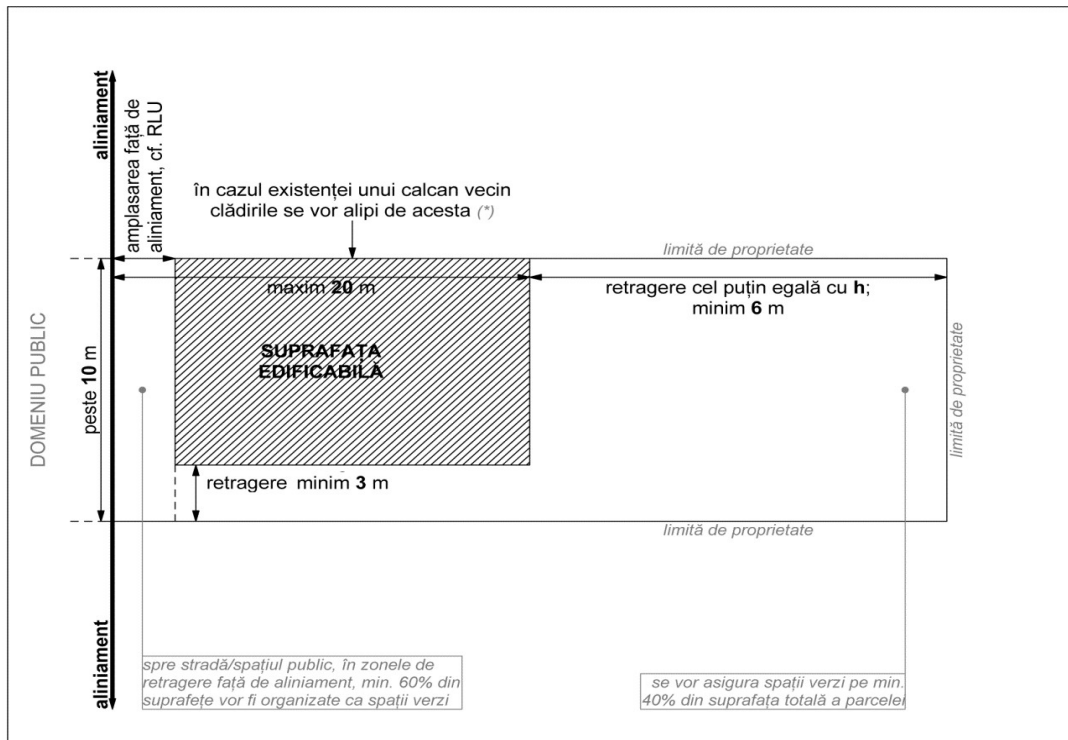 aliniament
amplasarea față de
aliniament, cf. RLU
în cazul existenței unui calcan vecin
clădirile se vor alipi de acesta (*)
limită de proprietate
maxim 20 m
retragere cel puțin egală cu h;
minim 6 m
DOMENIU PUBLIC
peste 10 m
SUPRAFAȚA
EDIFICABILĂ
limită de proprietate
retragere minim 3 m
limită de proprietate
aliniament
spre stradă/spațiul public, în zonele de
retragere față de aliniament, min. 60% din
suprafețe vor fi organizate ca spații verzi
se vor asigura spații verzi pe min.
40% din suprafața totală a parcelei